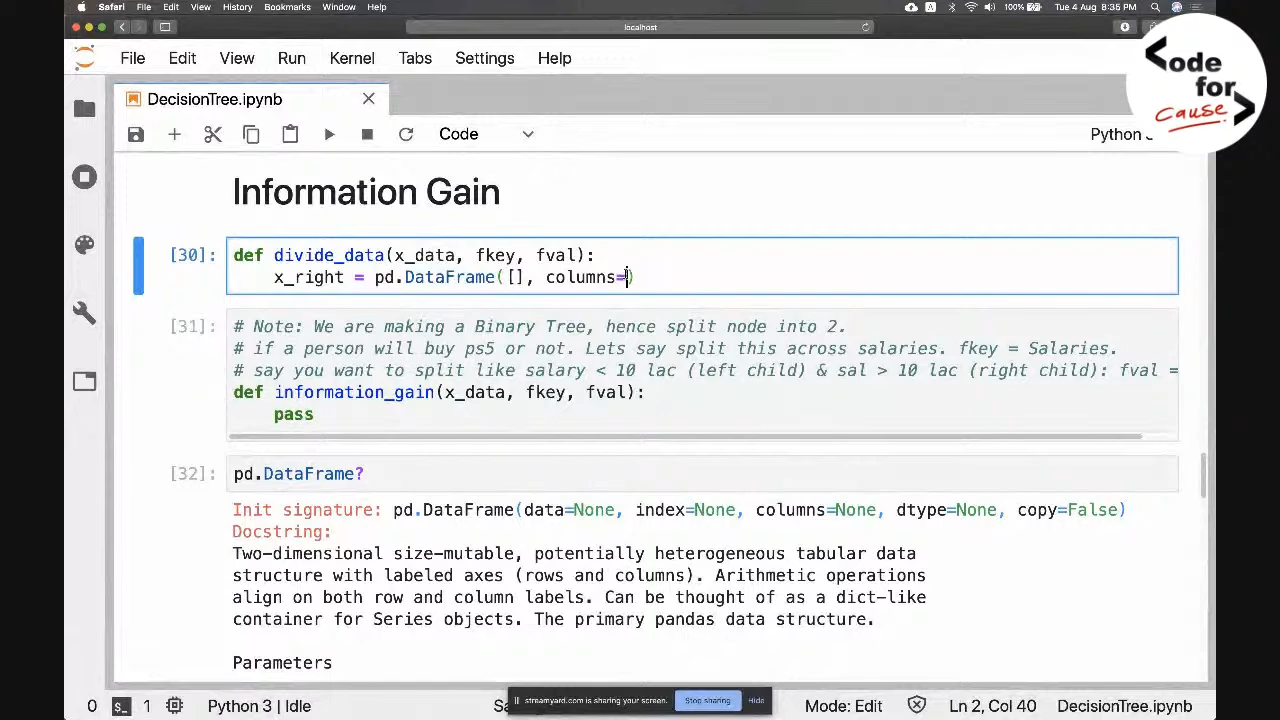 Safari File Edit View History Bookmarks Window Help 100% Tue 4 Aug 8:35 PM
localhost
<ode for cause>
File Edit View Run Kernel Tabs Settings Help
DecisionTree.ipynb
Code Python
Information Gain
[30]: def divide_data(x_data, fkey, fval):
x_right = pd.DataFrame([], columns=)
[31]: # Note: We are making a Binary Tree, hence split node into 2.
# if a person will buy ps5 or not. Lets say split this across salaries. fkey = Salaries.
# say you want to split like salary < 10 lac (left child) & sal > 10 lac (right child): fval =
def information_gain(x_data, fkey, fval):
pass
[32]: pd.DataFrame?
Init signature: pd.DataFrame(data=None, index=None, columns=None, dtype=None, copy=False)
Docstring:
Two-dimensional size-mutable, potentially heterogeneous tabular data
structure with labeled axes (rows and columns). Arithmetic operations
align on both row and column labels. Can be thought of as a dict-like
container for Series objects. The primary pandas data structure.
Parameters
streamyard.com is sharing your screen. Stop sharing Hide
0 1 Python 3 | Idle Mode: Edit Ln 2, Col 40 DecisionTree.ipynb